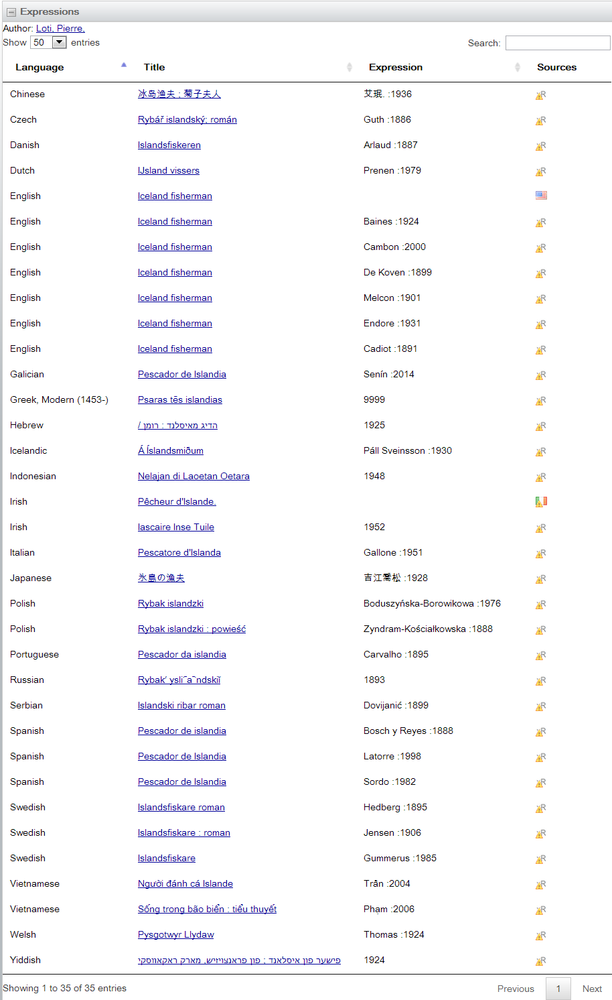 Expressions
Author: Loti, Pierre,
Show 50 entries Search:
Language Title Expression Sources
Chinese 冰岛渔夫 ; 菊子夫人 艾珉. :1936 R
Czech Rybář islandský; román Guth :1886 R
Danish Islandsfiskeren Arlaud :1887 R
Dutch IJsland vissers Prenen :1979 R
English Iceland fisherman
English Iceland fisherman Baines :1924 R
English Iceland fisherman Cambon :2000 R
English Iceland fisherman De Koven :1899 R
English Iceland fisherman Melcon :1901 R
English Iceland fisherman Endore :1931 R
English Iceland fisherman Cadiot :1891 R
Galician Pescador de Islandia Senín :2014 R
Greek, Modern (1453-) Psaras tēs islandias 9999 R
Hebrew הדיג מאיסלנד : רומן / 1925 R
Icelandic Á Íslandsmiðum Páll Sveinsson :1930 R
Indonesian Nelajan di Laoetan Oetara 1948 R
Irish Pêcheur d'Islande.
Irish Iascaire Inse Tuile 1952 R
Italian Pescatore d'Islanda Gallone :1951 R
Japanese 氷島の漁夫 吉江喬松 :1928 R
Polish Rybak islandzki Boduszyńska-Borowikowa :1976 R
Polish Rybak islandzki : powieść Zyndram-Kościałkowska :1888 R
Portuguese Pescador da islandia Carvalho :1895 R
Russian Rybakʹ ysli͡a͡ndskiĭ 1893 R
Serbian Islandski ribar roman Dovijanić :1899 R
Spanish Pescador de islandia Bosch y Reyes :1888 R
Spanish Pescador de Islandia Latorre :1998 R
Spanish Pescador de Islandia Sordo :1982 R
Swedish Islandsfiskare roman Hedberg :1895 R
Swedish Islandsfiskare : roman Jensen :1906 R
Swedish Islandsfiskare Gummerus :1985 R
Vietnamese Người đánh cá Islande Trần :2004 R
Vietnamese Sống trong bão biển : tiểu thuyết Phạm :2006 R
Welsh Pysgotwyr Llydaw Thomas :1924 R
Yiddish פישער פון איסלאנד ; פון פראנצויזיש, מארק ראקאווסקי 1924 R
Showing 1 to 35 of 35 entries Previous 1 Next